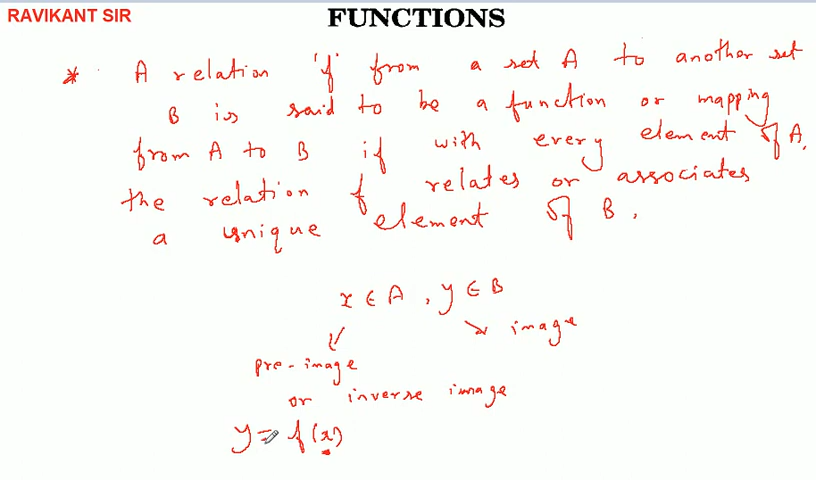 RAVIKANT SIR
FUNCTIONS
* A relation 'f' from a set A to another set
B is said to be a function or mapping
from A to B if with every element of A,
the relation f relates or associates
a unique element of B.
x ∈ A , y ∈ B
image
pre-image
or inverse image
y = f(x)